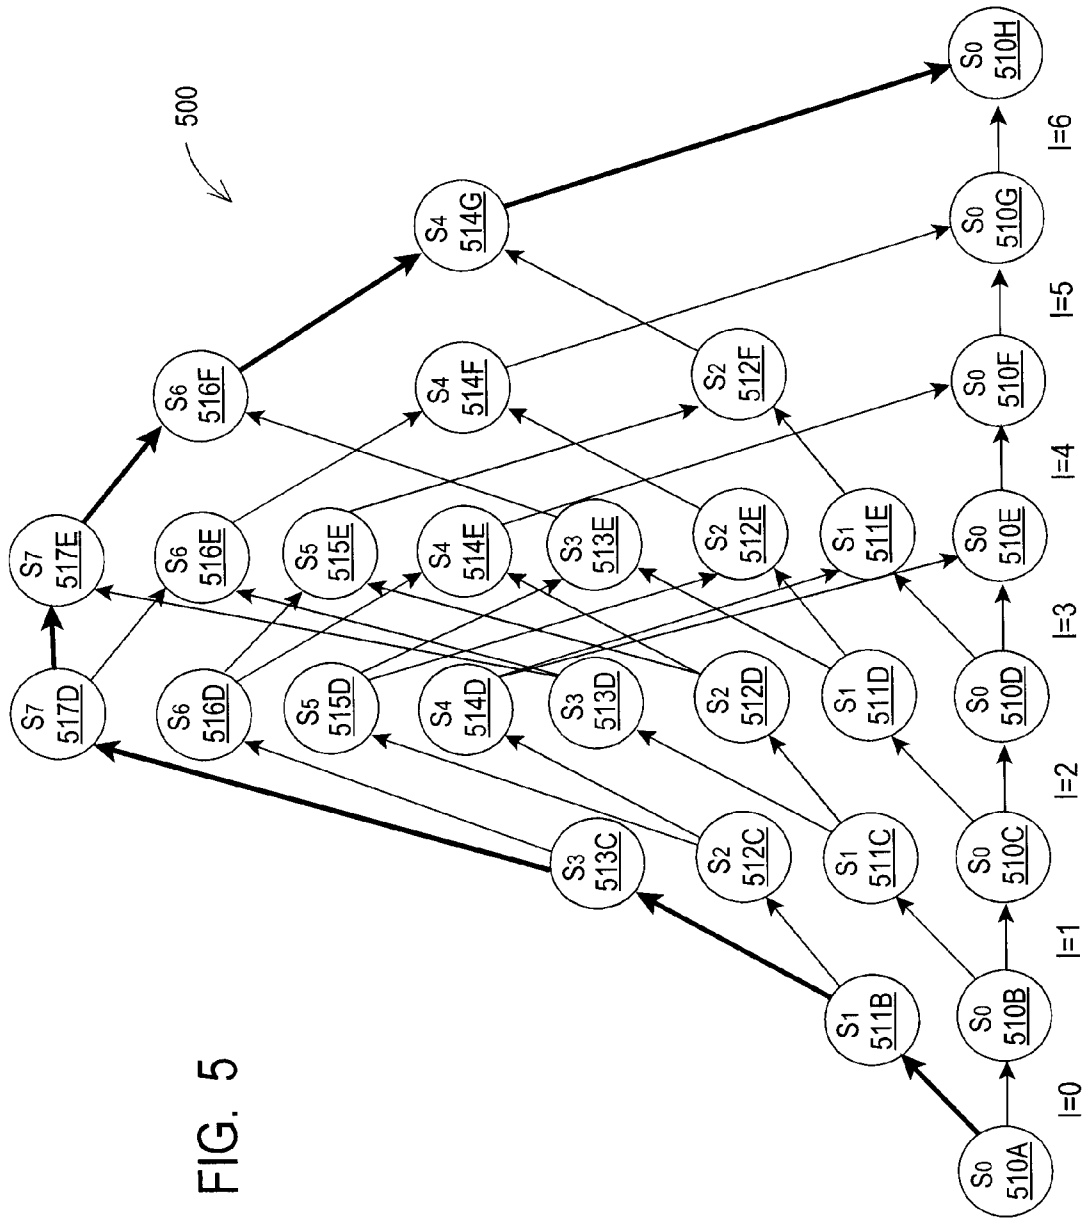 FIG. 5
500
S0
510A
I=0
S1
511B
S0
510B
I=1
S3
513C
S2
512C
S1
511C
S0
510C
I=2
S7
517D
S6
516D
S5
515D
S4
514D
S3
513D
S2
512D
S1
511D
S0
510D
I=3
S7
517E
S6
516E
S5
515E
S4
514E
S3
513E
S2
512E
S1
511E
S0
510E
I=4
S6
516F
S4
514F
S2
512F
S0
510F
I=5
S4
514G
S0
510G
I=6
S0
510H